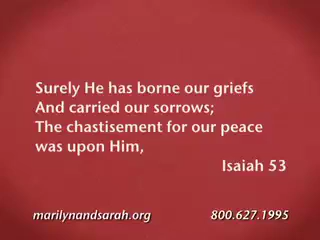 Surely He has borne our griefs
And carried our sorrows;
The chastisement for our peace
was upon Him,
Isaiah 53
marilynandsarah.org 800.627.1995